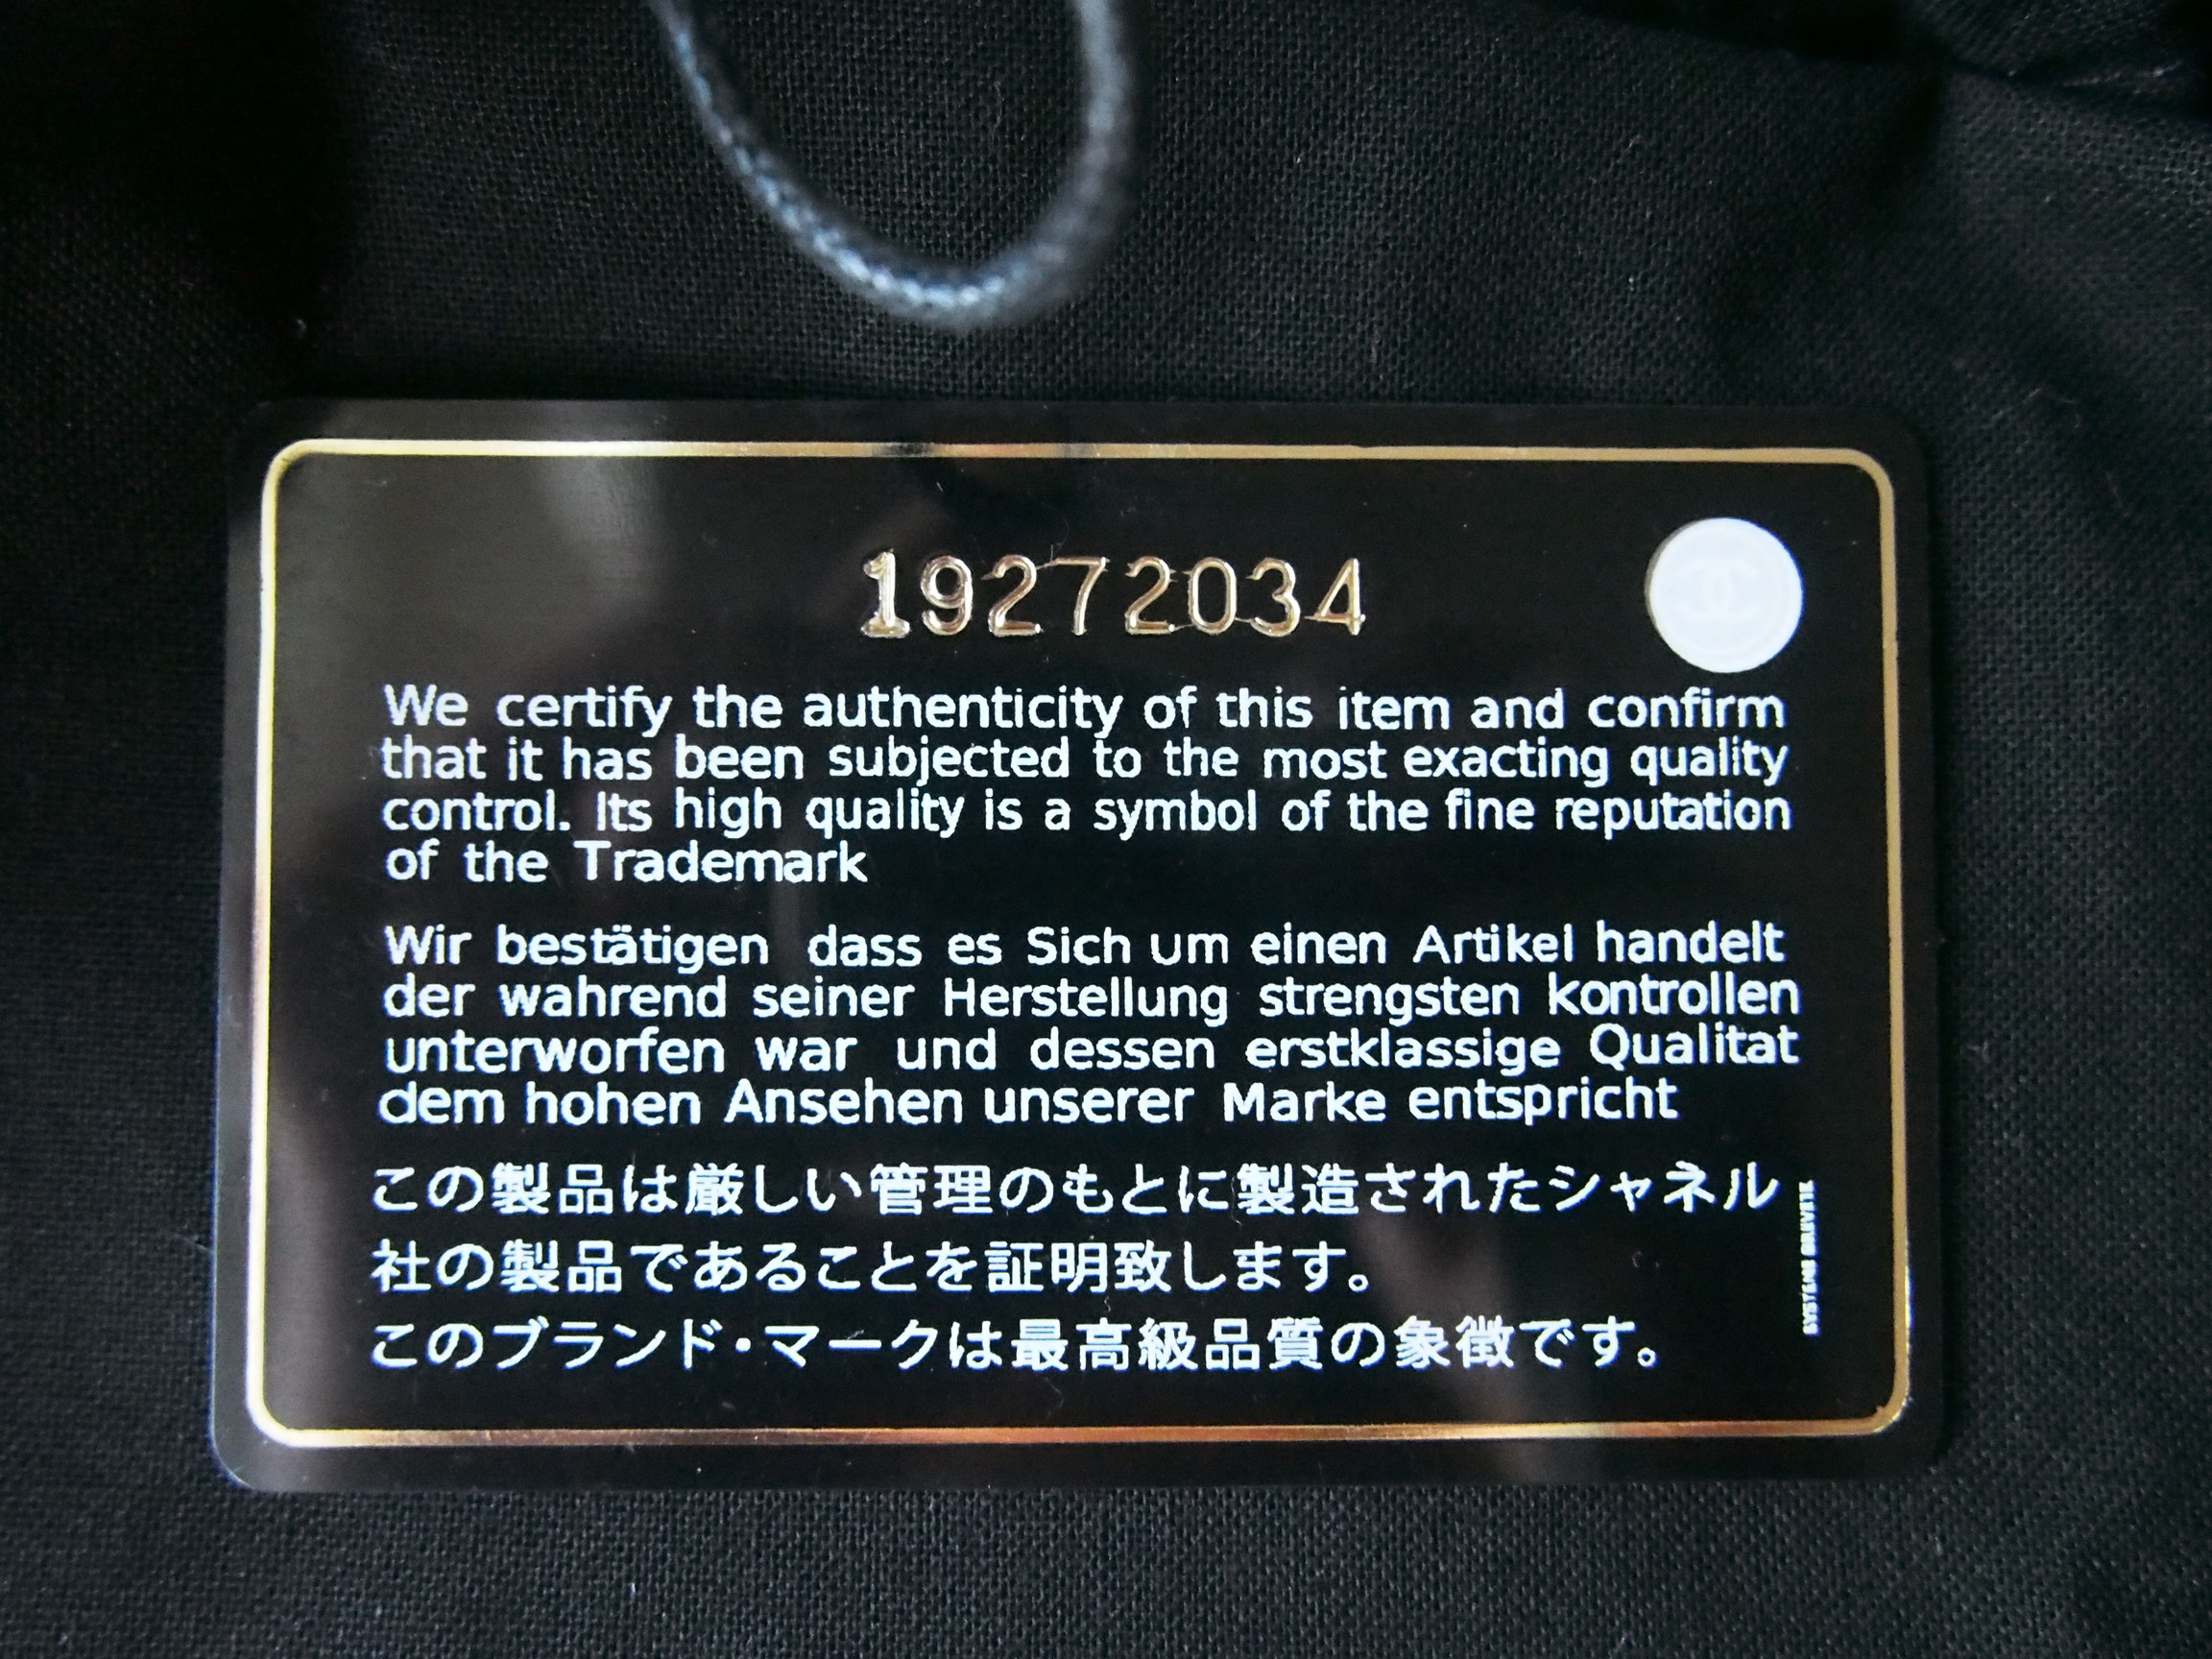 19272034
We certify the authenticity of this item and confirm
that it has been subjected to the most exacting quality
control. Its high quality is a symbol of the fine reputation
of the Trademark
Wir bestätigen dass es Sich um einen Artikel handelt
der wahrend seiner Herstellung strengsten kontrollen
unterworfen war und dessen erstklassige Qualitat
dem hohen Ansehen unserer Marke entspricht
この製品は厳しい管理のもとに製造されたシャネル
社の製品であることを証明致します。
このブランド・マークは最高級品質の象徴です。